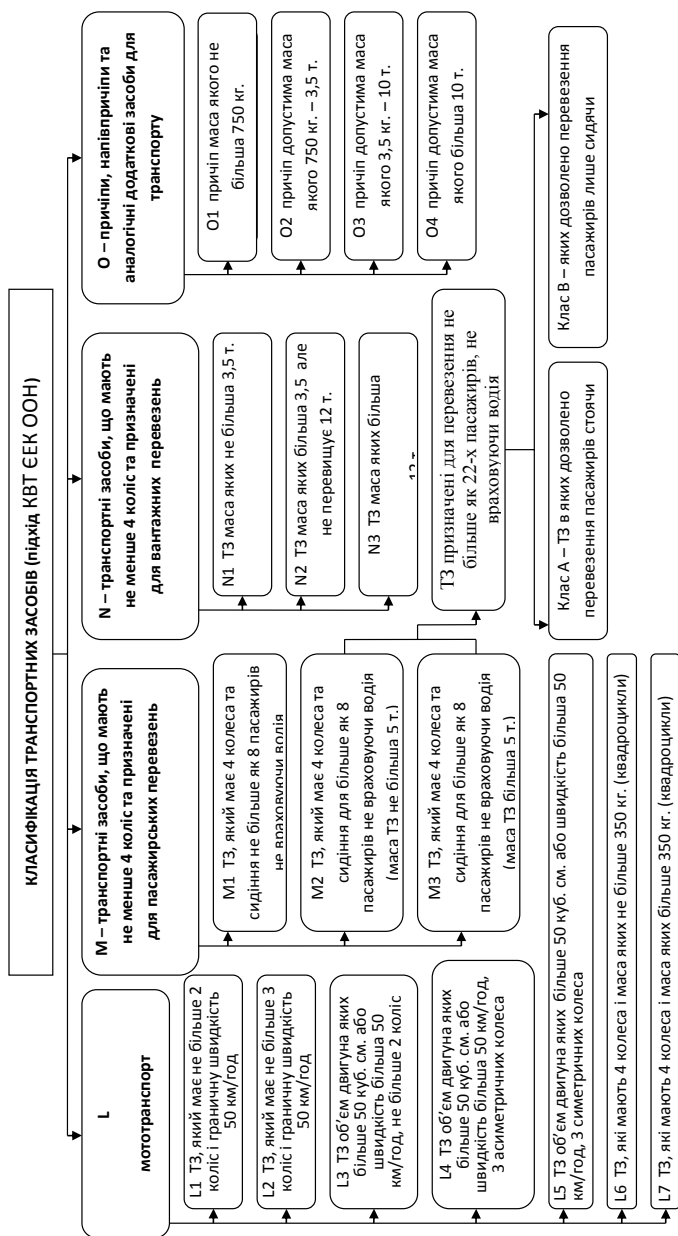 КЛАСИФІКАЦІЯ ТРАНСПОРТНИХ ЗАСОБІВ (підхід КВТ ЄЕК ООН)
L
мототранспорт
L1 ТЗ, який має не більше 2
коліс і граничну швидкість
50 км/год
L2 ТЗ, який має не більше 3
коліс і граничну швидкість
50 км/год
L3 ТЗ об’єм двигуна яких
більше 50 куб. см. або
швидкість більша 50
км/год, не більше 2 коліс
L4 ТЗ об’єм двигуна яких
більше 50 куб. см. або
швидкість більша 50 км/год,
3 асиметричних колеса
L5 ТЗ об’єм двигуна яких більше 50 куб. см. або швидкість більша 50
км/год, 3 симетричних колеса
L6 ТЗ, які мають 4 колеса і маса яких не більше 350 кг. (квадроцикли)
L7 ТЗ, які мають 4 колеса і маса яких більше 350 кг. (квадроцикли)
M – транспортні засоби, що мають
не менше 4 коліс та призначені
для пасажирських перевезень
M1 ТЗ, який має 4 колеса та
сидіння не більше як 8 пасажирів
не враховуючи водія
M2 ТЗ, який має 4 колеса та
сидіння для більше як 8
пасажирів не враховуючи водія
(маса ТЗ не більша 5 т.)
M3 ТЗ, який має 4 колеса та
сидіння для більше як 8
пасажирів не враховуючи водія
(маса ТЗ більша 5 т.)
N – транспортні засоби, що мають
не менше 4 коліс та призначені
для вантажних перевезень
N1 ТЗ маса яких не більша 3,5 т.
N2 ТЗ маса яких більша 3,5 але
не перевищує 12 т.
N3 ТЗ маса яких більша
12 т.
ТЗ призначені для перевезення не
більше як 22-х пасажирів, не
враховуючи водія
Клас А – ТЗ в яких дозволено
перевезення пасажирів стоячи
Клас В – яких дозволено перевезення
пасажирів лише сидячи
O – причіпи, напівпричіпи та
аналогічні додаткові засоби для
транспорту
O1 причіп маса якого не
більша 750 кг.
O2 причіп допустима маса
якого 750 кг. – 3,5 т.
O3 причіп допустима маса
якого 3,5 кг. – 10 т.
O4 причіп допустима маса
якого більша 10 т.